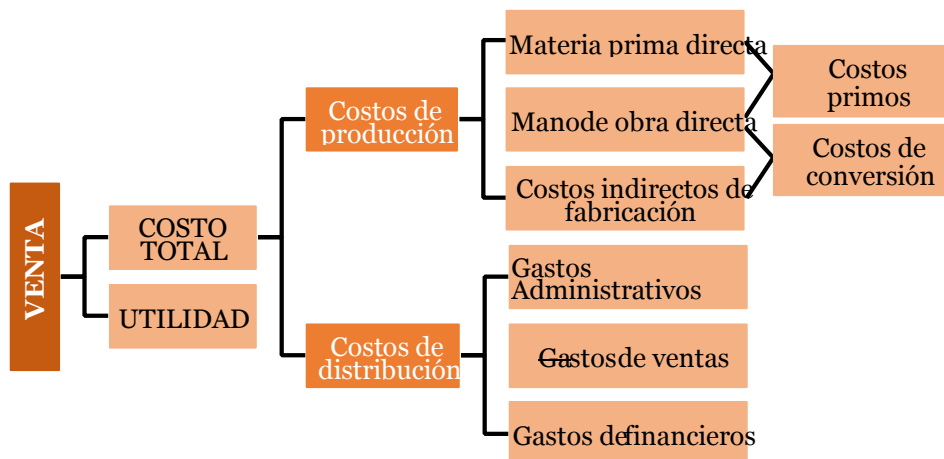 VENTA
COSTO
TOTAL
UTILIDAD
Costos de
producción
Costos de
distribución
Materia prima directa
Manode obra directa
Costos indirectos de
fabricación
Gastos
Administrativos
Gastosde ventas
Gastos definancieros
Costos
primos
Costos de
conversión